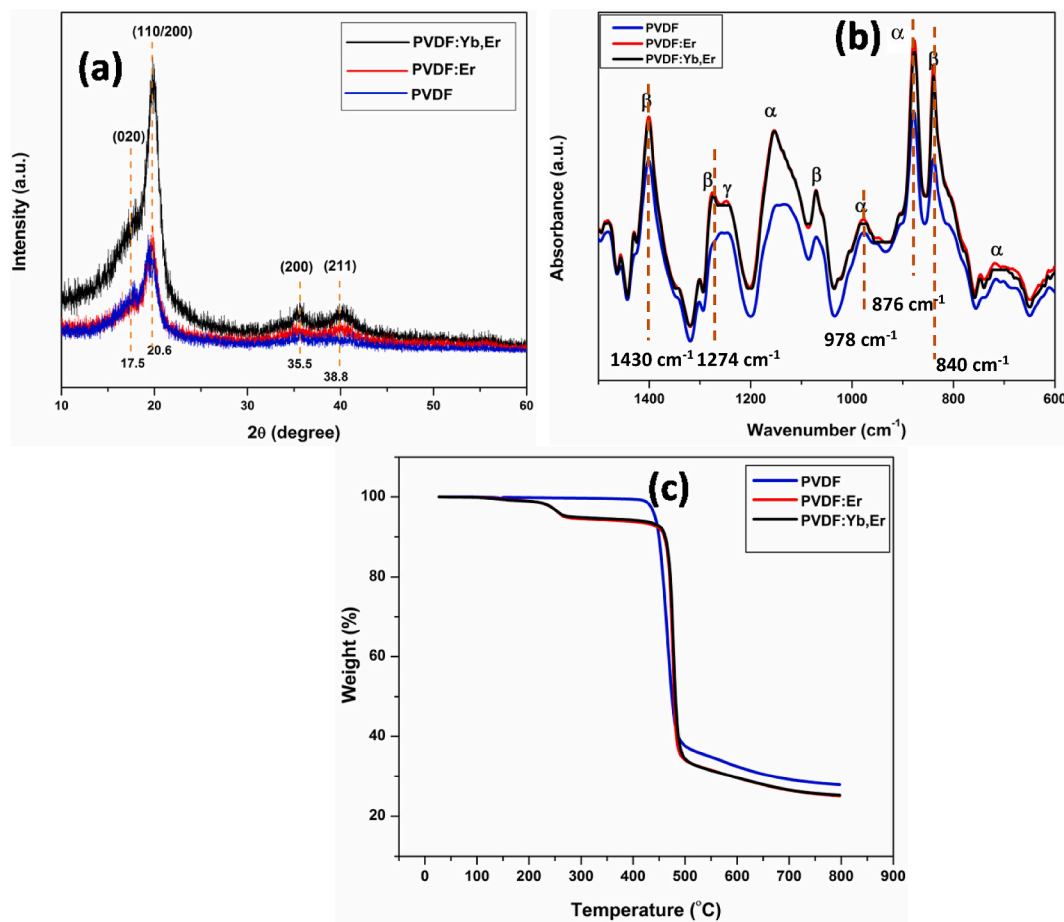 (a)
(110/200)
(020)
(200)
(211)
PVDF:Yb,Er
PVDF:Er
PVDF
17.5
20.6
35.5
38.8
10
20
30
40
50
60
2θ (degree)
Intensity (a.u.)
(b)
PVDF
PVDF:Er
PVDF:Yb,Er
β
β
γ
α
β
α
α
β
α
1430 cm-1
1274 cm-1
978 cm-1
876 cm-1
840 cm-1
1400
1200
1000
800
600
Wavenumber (cm-1)
Absorbance (a.u.)
(c)
PVDF
PVDF:Er
PVDF:Yb,Er
100
80
60
40
20
0
100
200
300
400
500
600
700
800
900
Temperature (oC)
Weight (%)